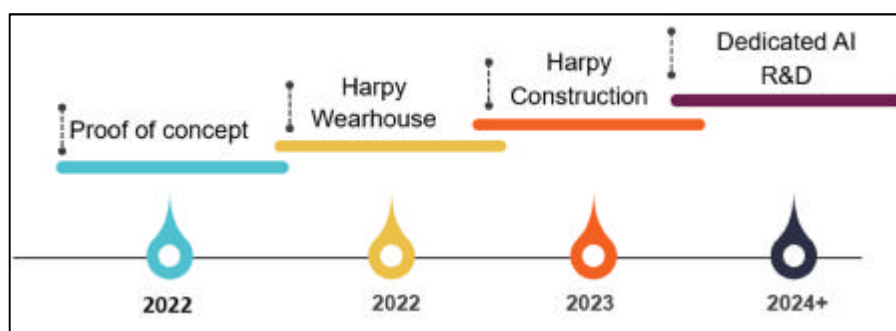 Proof of concept
Harpy
Wearhouse
Harpy
Construction
Dedicated AI
R&D
2022
2022
2023
2024+